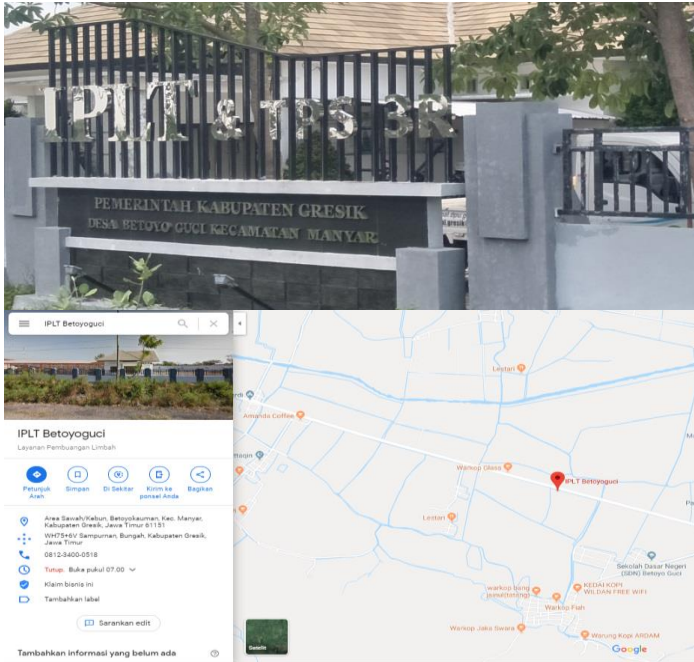 IPLT & TPS 3R
PEMERINTAH KABUPATEN GRESIK
DESA BETOYO GUCI KECAMATAN MANYAR
IPLT Betoyoguci
IPLT Betoyoguci
Layanan Pembuangan Limbah
Petunjuk Arah
Simpan
Di Sekitar
Kirim ke ponsel Anda
Bagikan
Area Sawah/Kebun, Betoyokauman, Kec. Manyar,
Kabupaten Gresik, Jawa Timur 61151
WH75+6V Sampurnan, Bungah, Kabupaten Gresik,
Jawa Timur
0812-3400-0518
Tutup. Buka pukul 07.00
Klaim bisnis ini
Tambahkan label
Sarankan edit
Tambahkan informasi yang belum ada
Lestari
Amanda Coffee
Warkop Glass
IPLT Betoyoguci
Lestari
Sekolah Dasar Negeri
(SDN) Betoyo Guci
KEDAI KOPI
WILDAN FREE WIFI
warkop bang
Warkop Fiah
Warkop Jaka Swara
Warung Kopi ARDAM
Satelit
Google